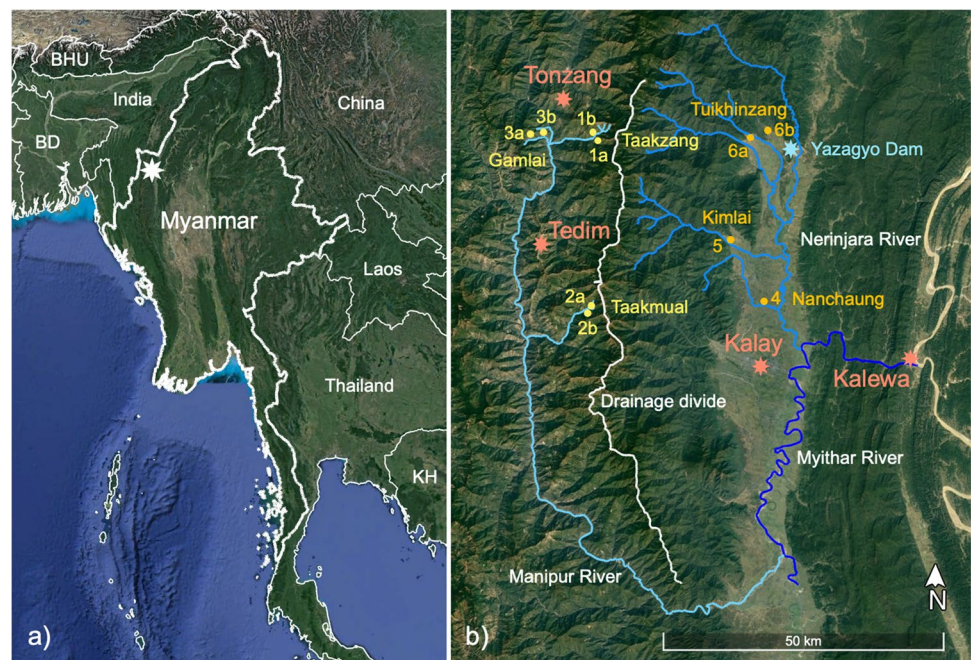 BHU
India
China
BD
Myanmar
Laos
Thailand
KH
a)
Tonzang
3b
1b
3a
Taakzang
1a
Gamlai
Tuikhinzang
6b
6a
Yazagyo Dam
Kimlai
5
Tedim
Nerinjara River
2a
Taakmual
2b
4
Nanchaung
Kalay
Kalewa
Drainage divide
Myithar River
Manipur River
N
b)
50 km